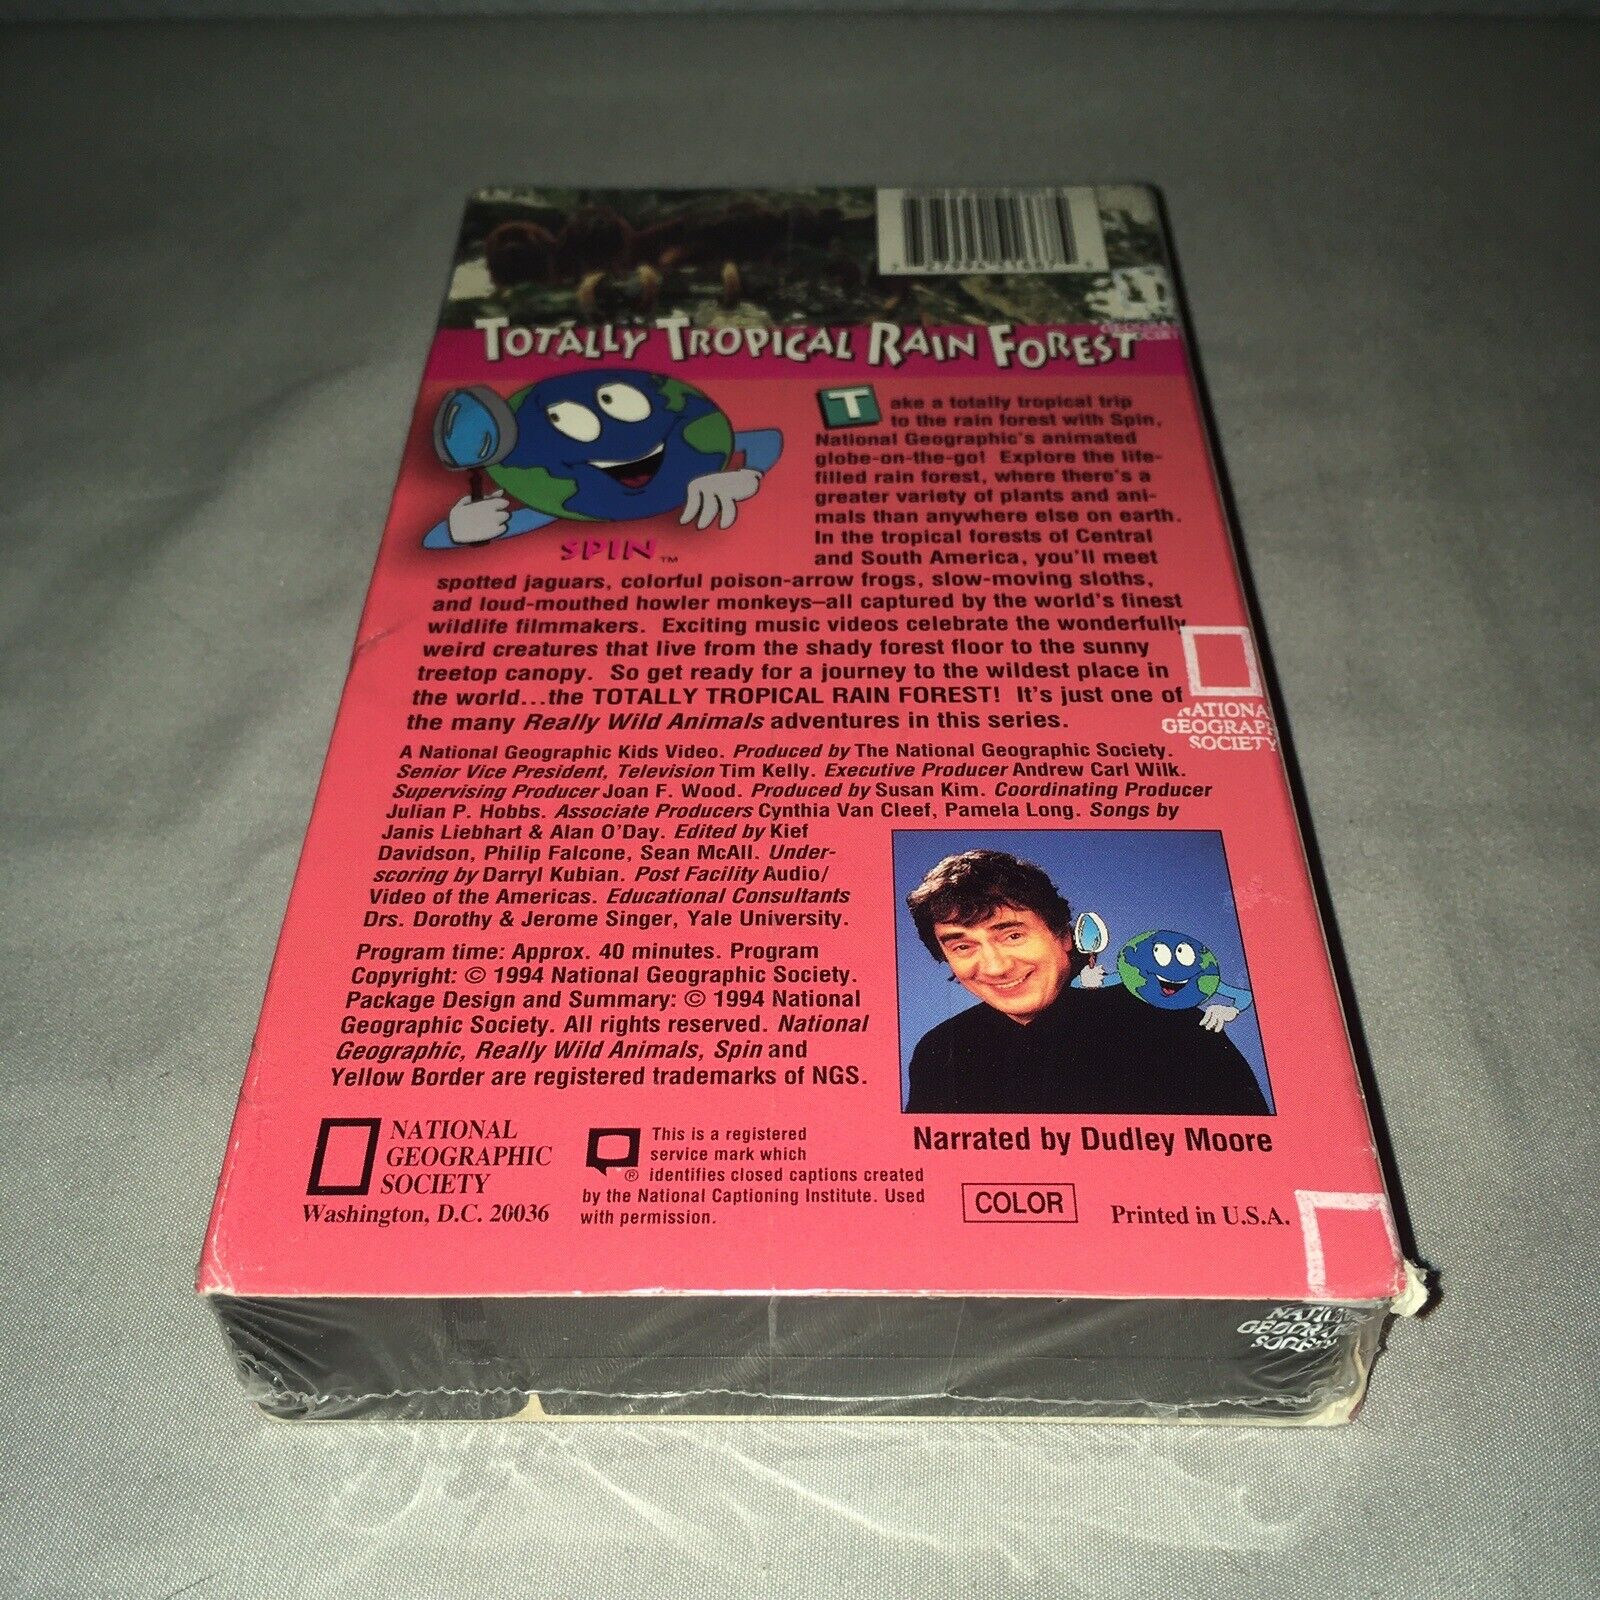 TOTALLY TROPICAL RAIN FOREST
Take a totally tropical trip
to the rain forest with Spin,
National Geographic's animated
globe-on-the-go! Explore the life-
filled rain forest, where there's a
greater variety of plants and ani-
mals than anywhere else on earth.
In the tropical forests of Central
and South America, you'll meet
SPIN™
spotted jaguars, colorful poison-arrow frogs, slow-moving sloths,
and loud-mouthed howler monkeys—all captured by the world's finest
wildlife filmmakers. Exciting music videos celebrate the wonderfully
weird creatures that live from the shady forest floor to the sunny
treetop canopy. So get ready for a journey to the wildest place in
the world...the TOTALLY TROPICAL RAIN FOREST! It's just one of
the many Really Wild Animals adventures in this series.
NATIONAL
GEOGRAPH
SOCIETY
A National Geographic Kids Video. Produced by The National Geographic Society.
Senior Vice President, Television Tim Kelly. Executive Producer Andrew Carl Wilk.
Supervising Producer Joan F. Wood. Produced by Susan Kim. Coordinating Producer
Julian P. Hobbs. Associate Producers Cynthia Van Cleef, Pamela Long. Songs by
Janis Liebhart & Alan O'Day. Edited by Kief
Davidson, Philip Falcone, Sean McAll. Under-
scoring by Darryl Kubian. Post Facility Audio/
Video of the Americas. Educational Consultants
Drs. Dorothy & Jerome Singer, Yale University.
Program time: Approx. 40 minutes. Program
Copyright: © 1994 National Geographic Society.
Package Design and Summary: © 1994 National
Geographic Society. All rights reserved. National
Geographic, Really Wild Animals, Spin and
Yellow Border are registered trademarks of NGS.
Narrated by Dudley Moore
NATIONAL
GEOGRAPHIC
SOCIETY
Washington, D.C. 20036
This is a registered
service mark which
® identifies closed captions created
by the National Captioning Institute. Used
with permission.
COLOR
Printed in U.S.A.
SOCIETY